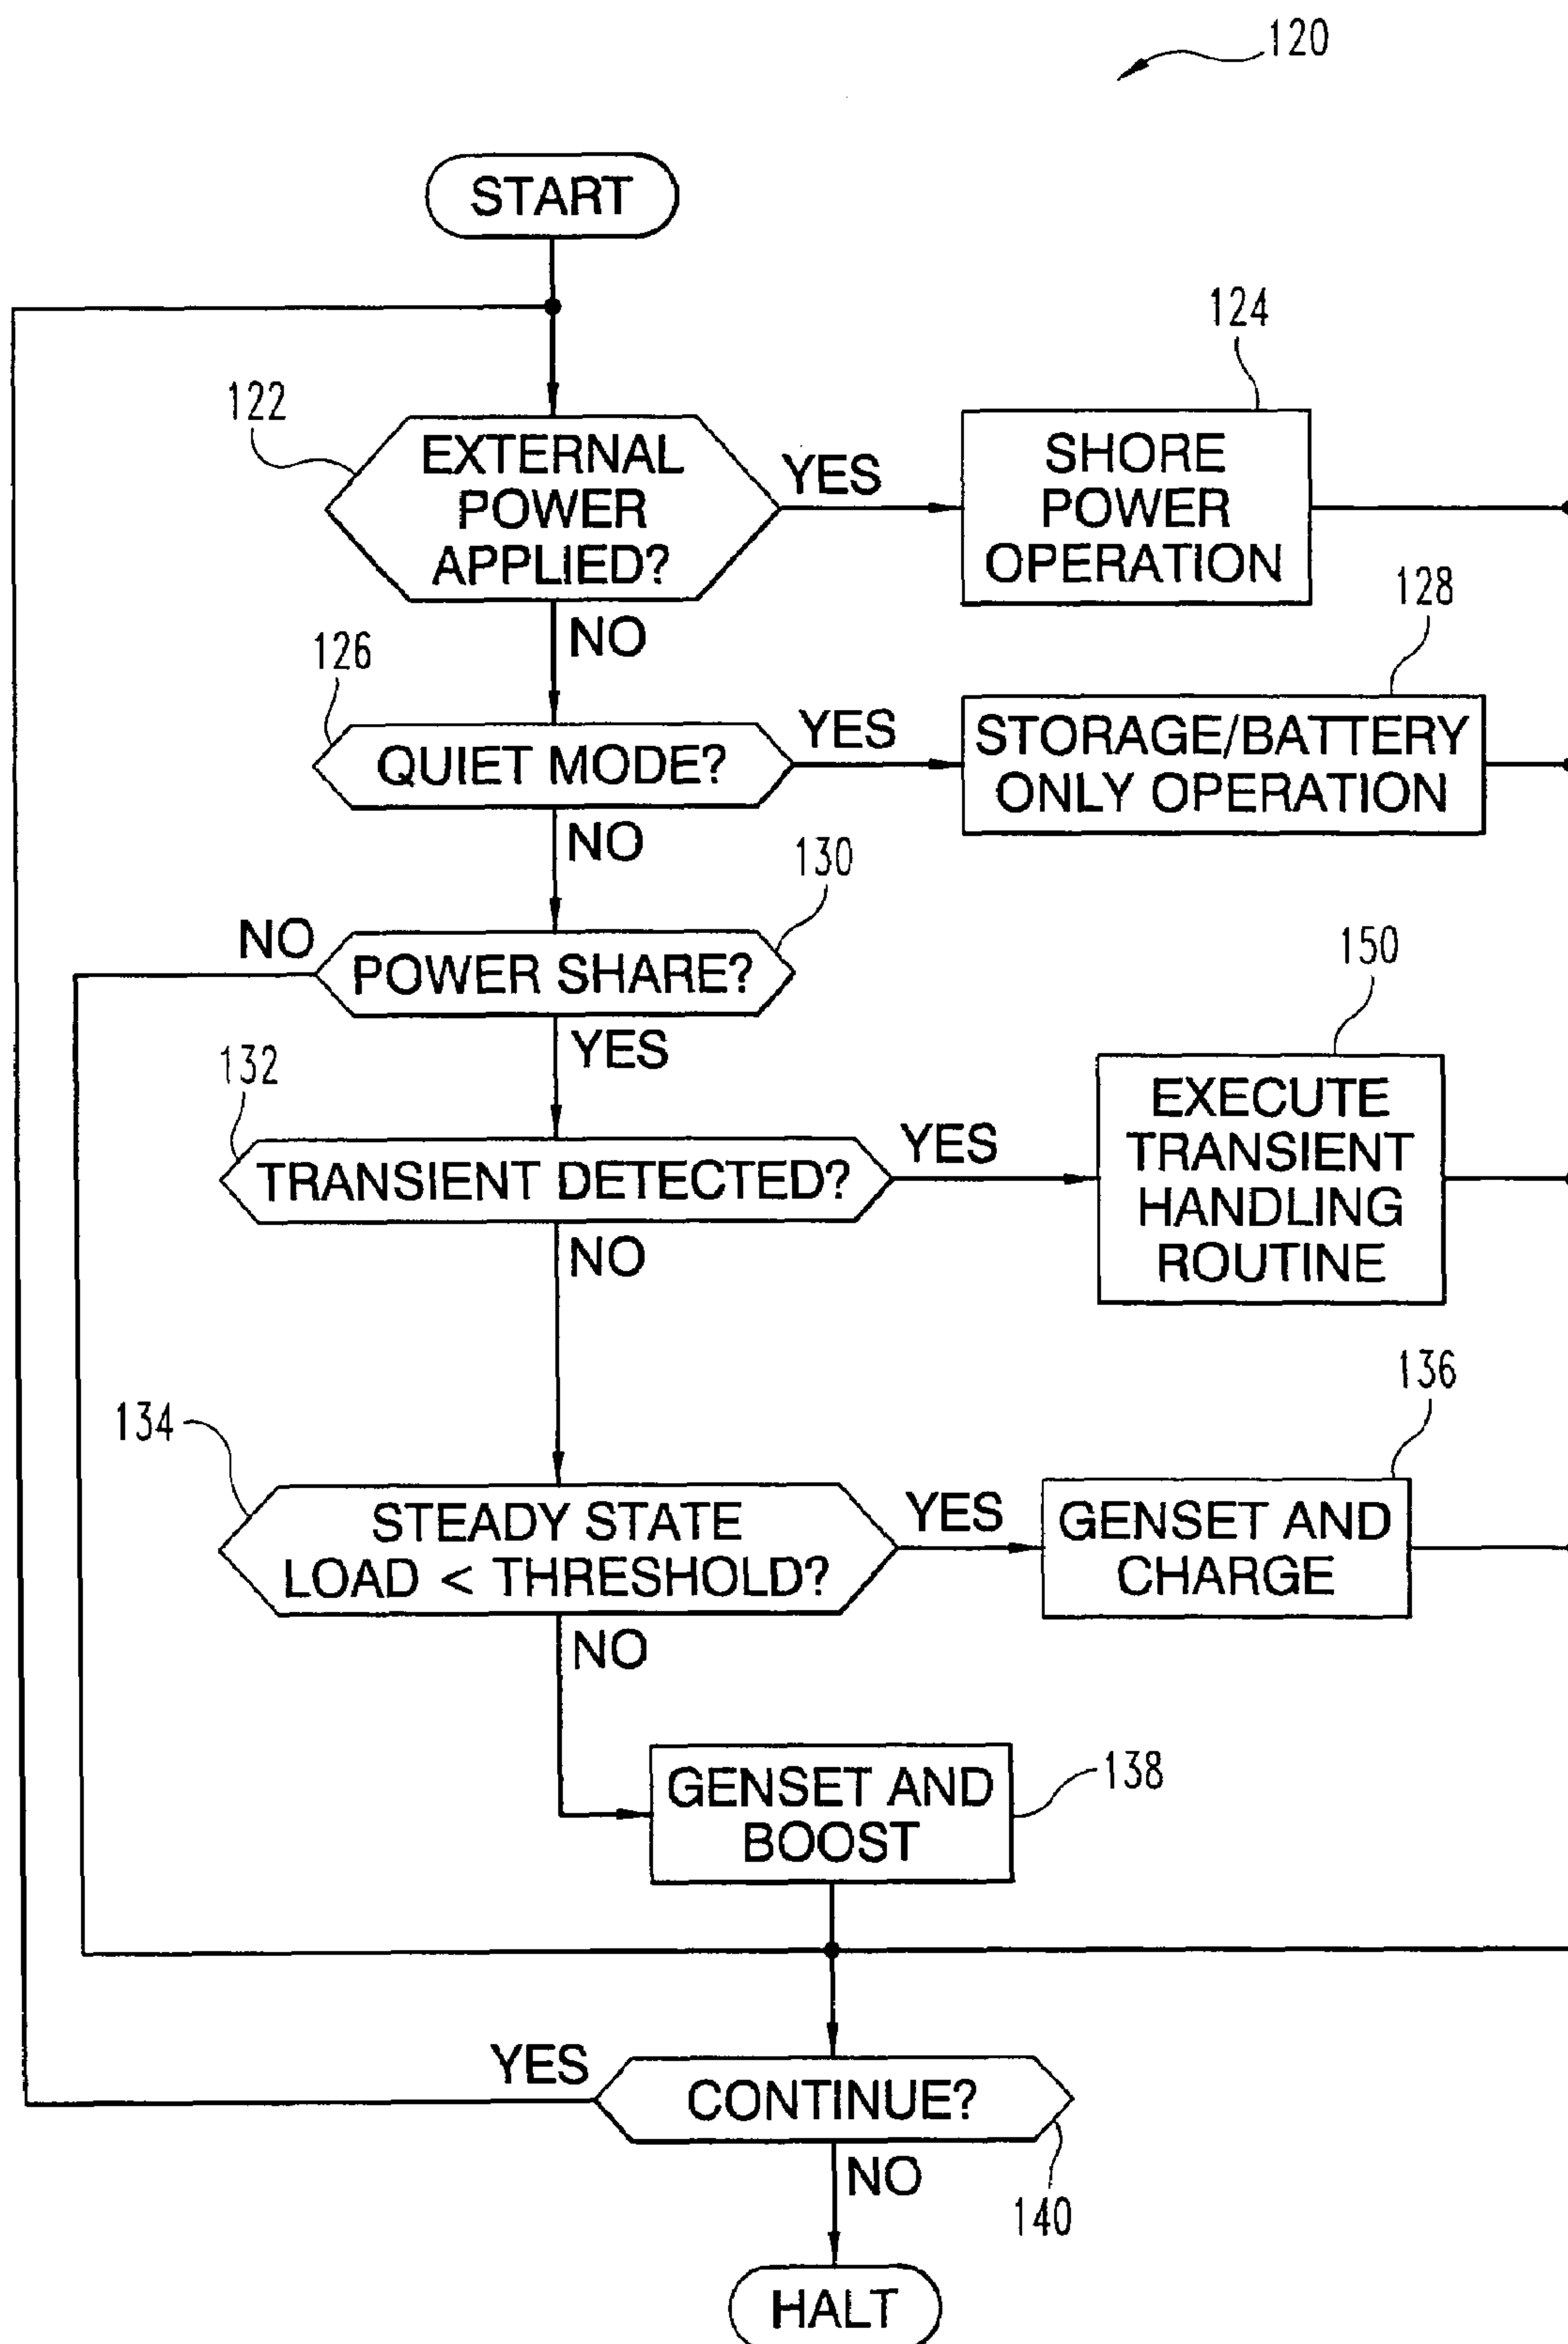 120
START
124
122
EXTERNAL
POWER
APPLIED?
YES
SHORE
POWER
OPERATION
NO
128
126
QUIET MODE?
YES
STORAGE/BATTERY
ONLY OPERATION
NO
130
NO
POWER SHARE?
150
YES
132
TRANSIENT DETECTED?
YES
EXECUTE
TRANSIENT
HANDLING
ROUTINE
NO
136
134
STEADY STATE
LOAD < THRESHOLD?
YES
GENSET AND
CHARGE
NO
GENSET AND
BOOST
138
YES
CONTINUE?
NO
140
HALT